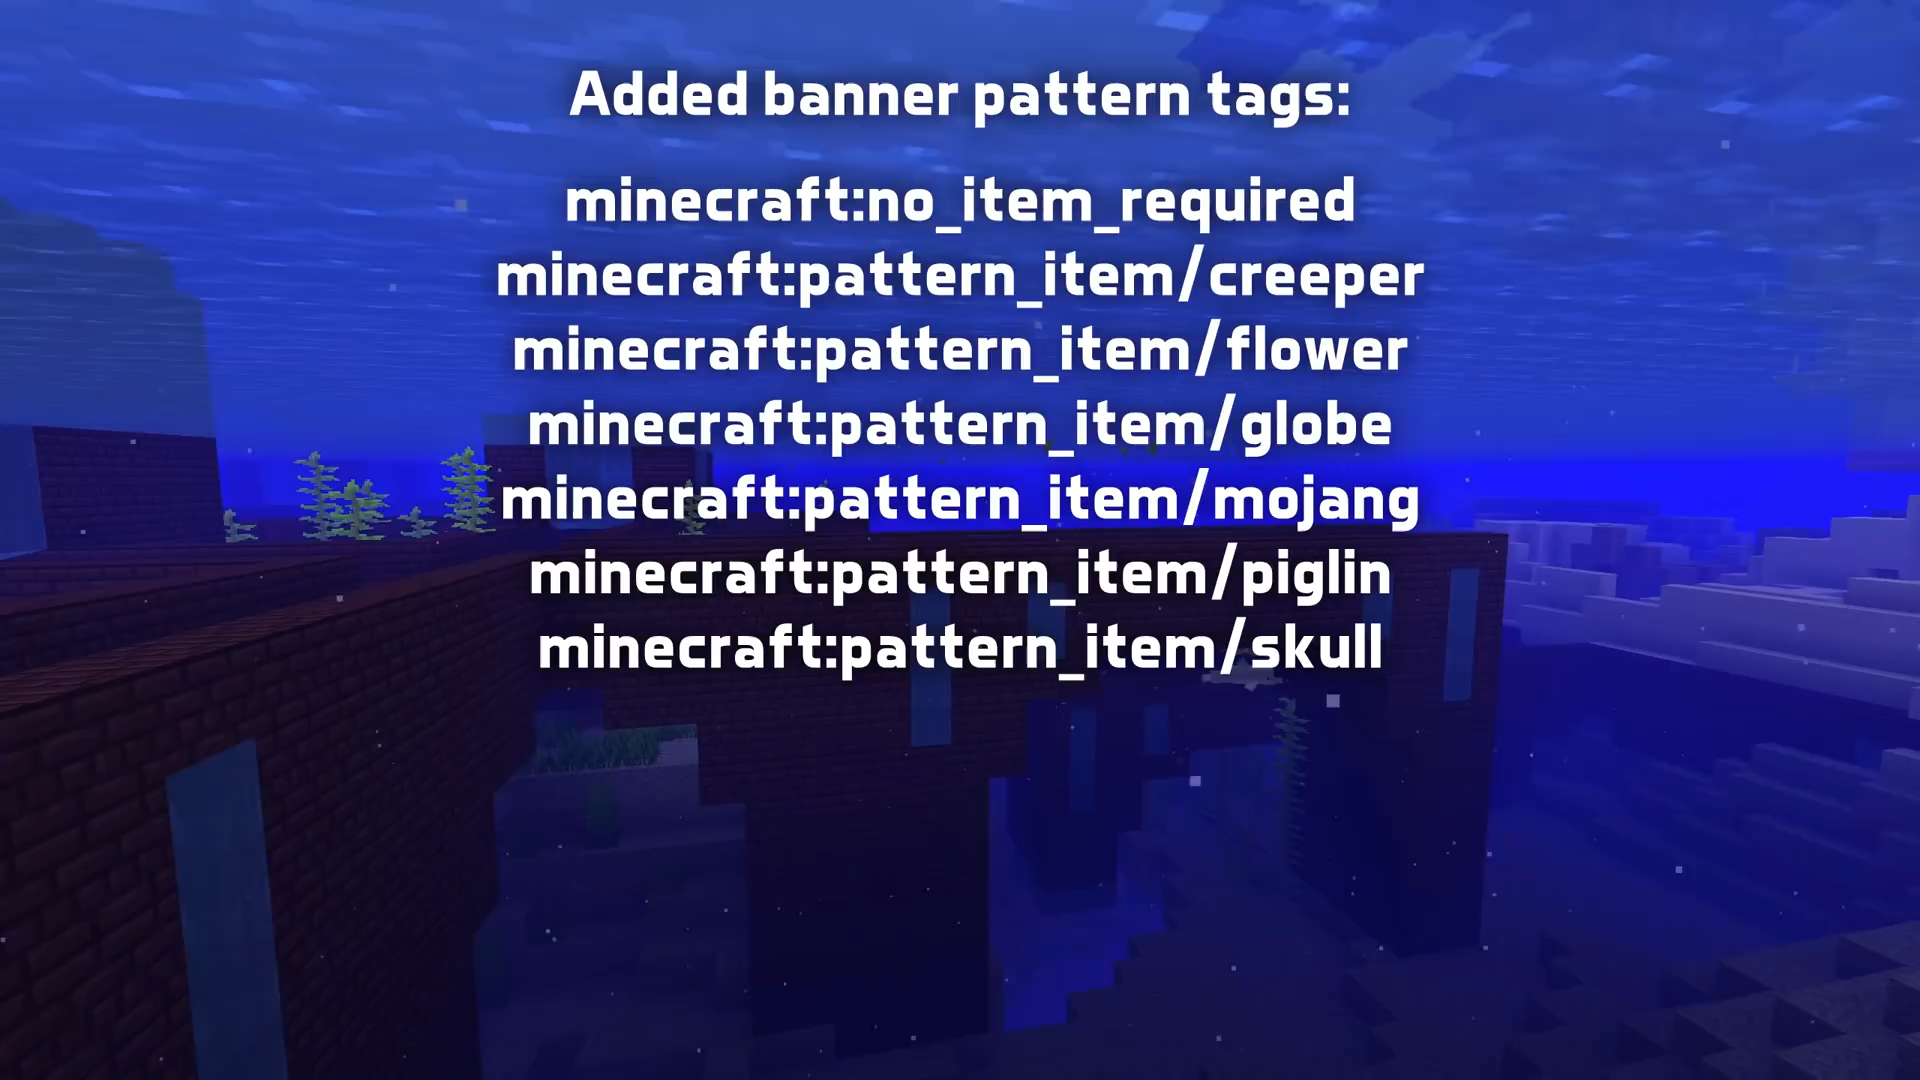 Added banner pattern tags:
minecraft:no_item_required
minecraft:pattern_item/creeper
minecraft:pattern_item/flower
minecraft:pattern_item/globe
minecraft:pattern_item/mojang
minecraft:pattern_item/piglin
minecraft:pattern_item/skull